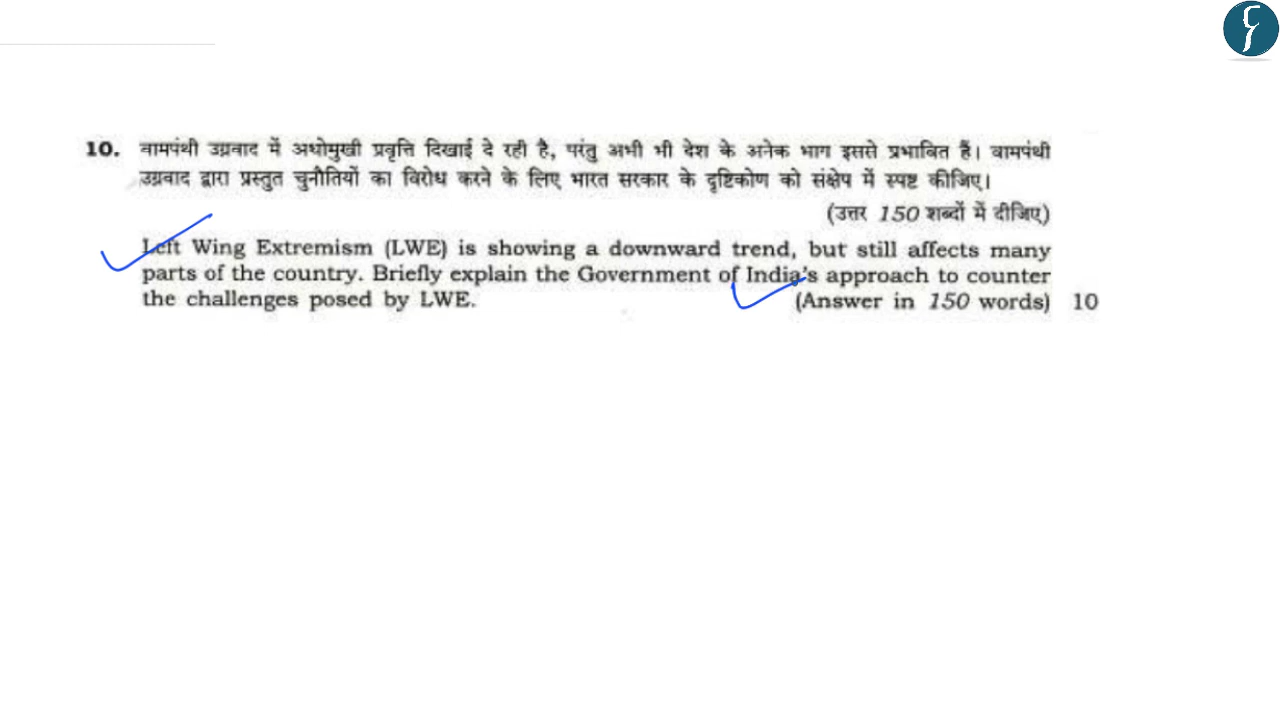 10. वामपंथी उग्रवाद में अधोमुखी प्रवृत्ति दिखाई दे रही है, परंतु अभी भी देश के अनेक भाग इससे प्रभावित हैं। वामपंथी
उग्रवाद द्वारा प्रस्तुत चुनौतियों का विरोध करने के लिए भारत सरकार के दृष्टिकोण को संक्षेप में स्पष्ट कीजिए।
(उत्तर 150 शब्दों में दीजिए)
Left Wing Extremism (LWE) is showing a downward trend, but still affects many
parts of the country. Briefly explain the Government of India's approach to counter
the challenges posed by LWE. (Answer in 150 words) 10